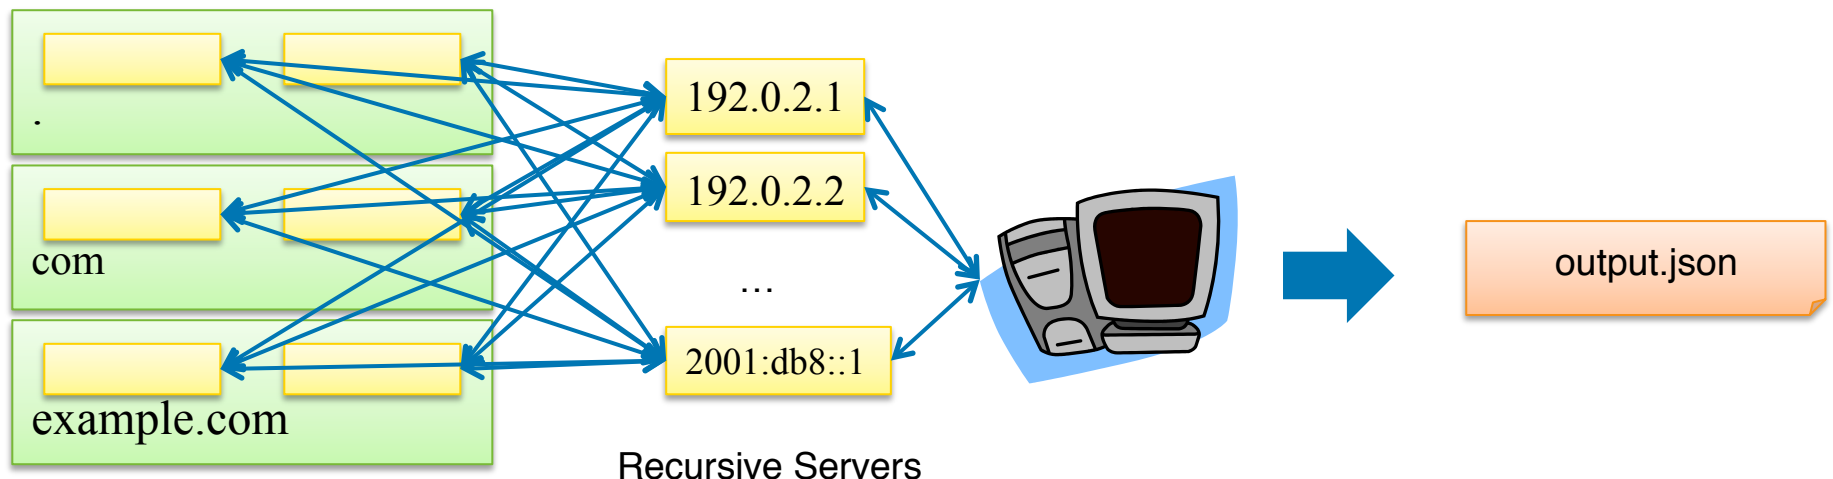 .
com
example.com
192.0.2.1
192.0.2.2
…
2001:db8::1
Recursive Servers
output.json